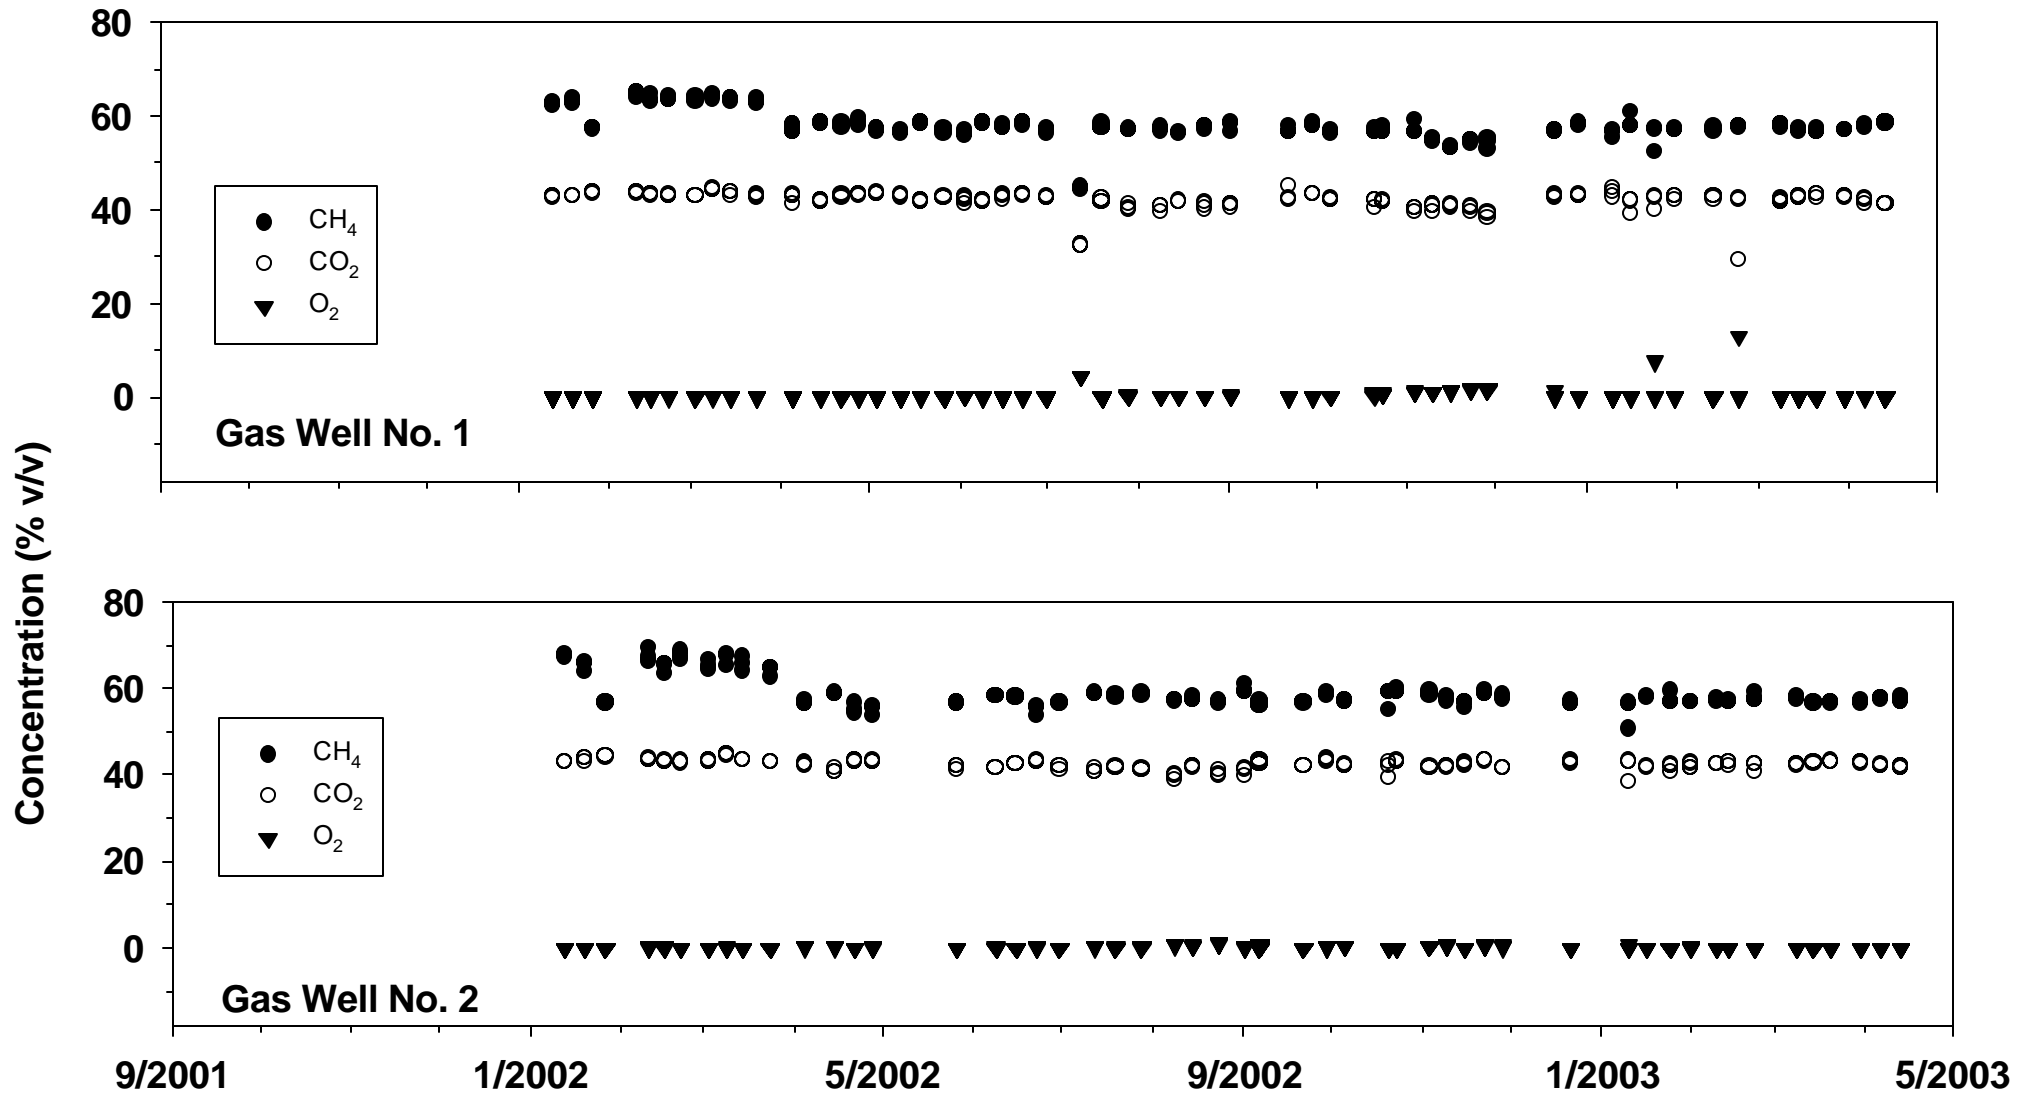 80
60
40
20
0
CH4
CO2
O2
Gas Well No. 1
Concentration (% v/v)
80
60
40
20
0
CH4
CO2
O2
Gas Well No. 2
9/2001 1/2002 5/2002 9/2002 1/2003 5/2003